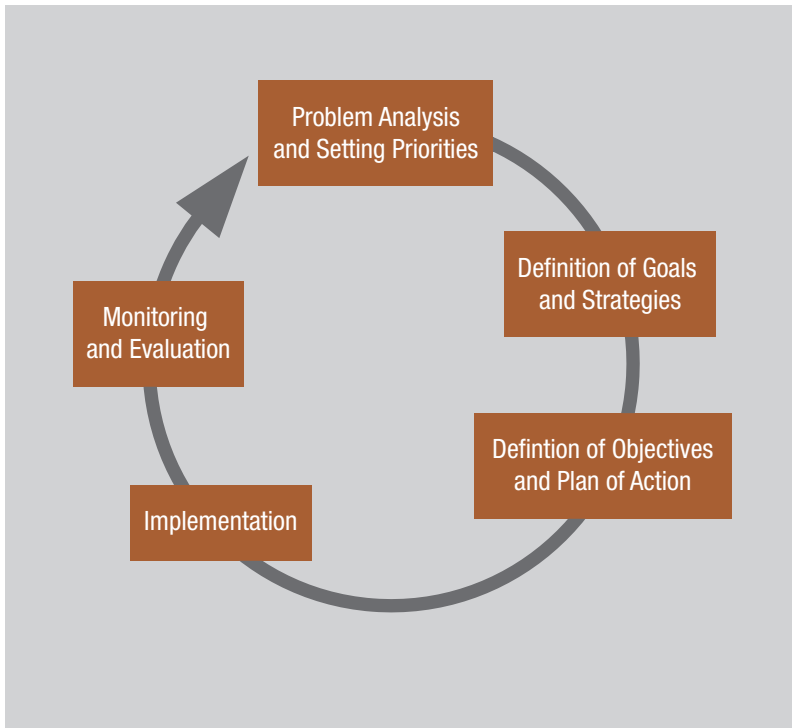 Problem Analysis
and Setting Priorities
Definition of Goals
and Strategies
Defintion of Objectives
and Plan of Action
Implementation
Monitoring
and Evaluation